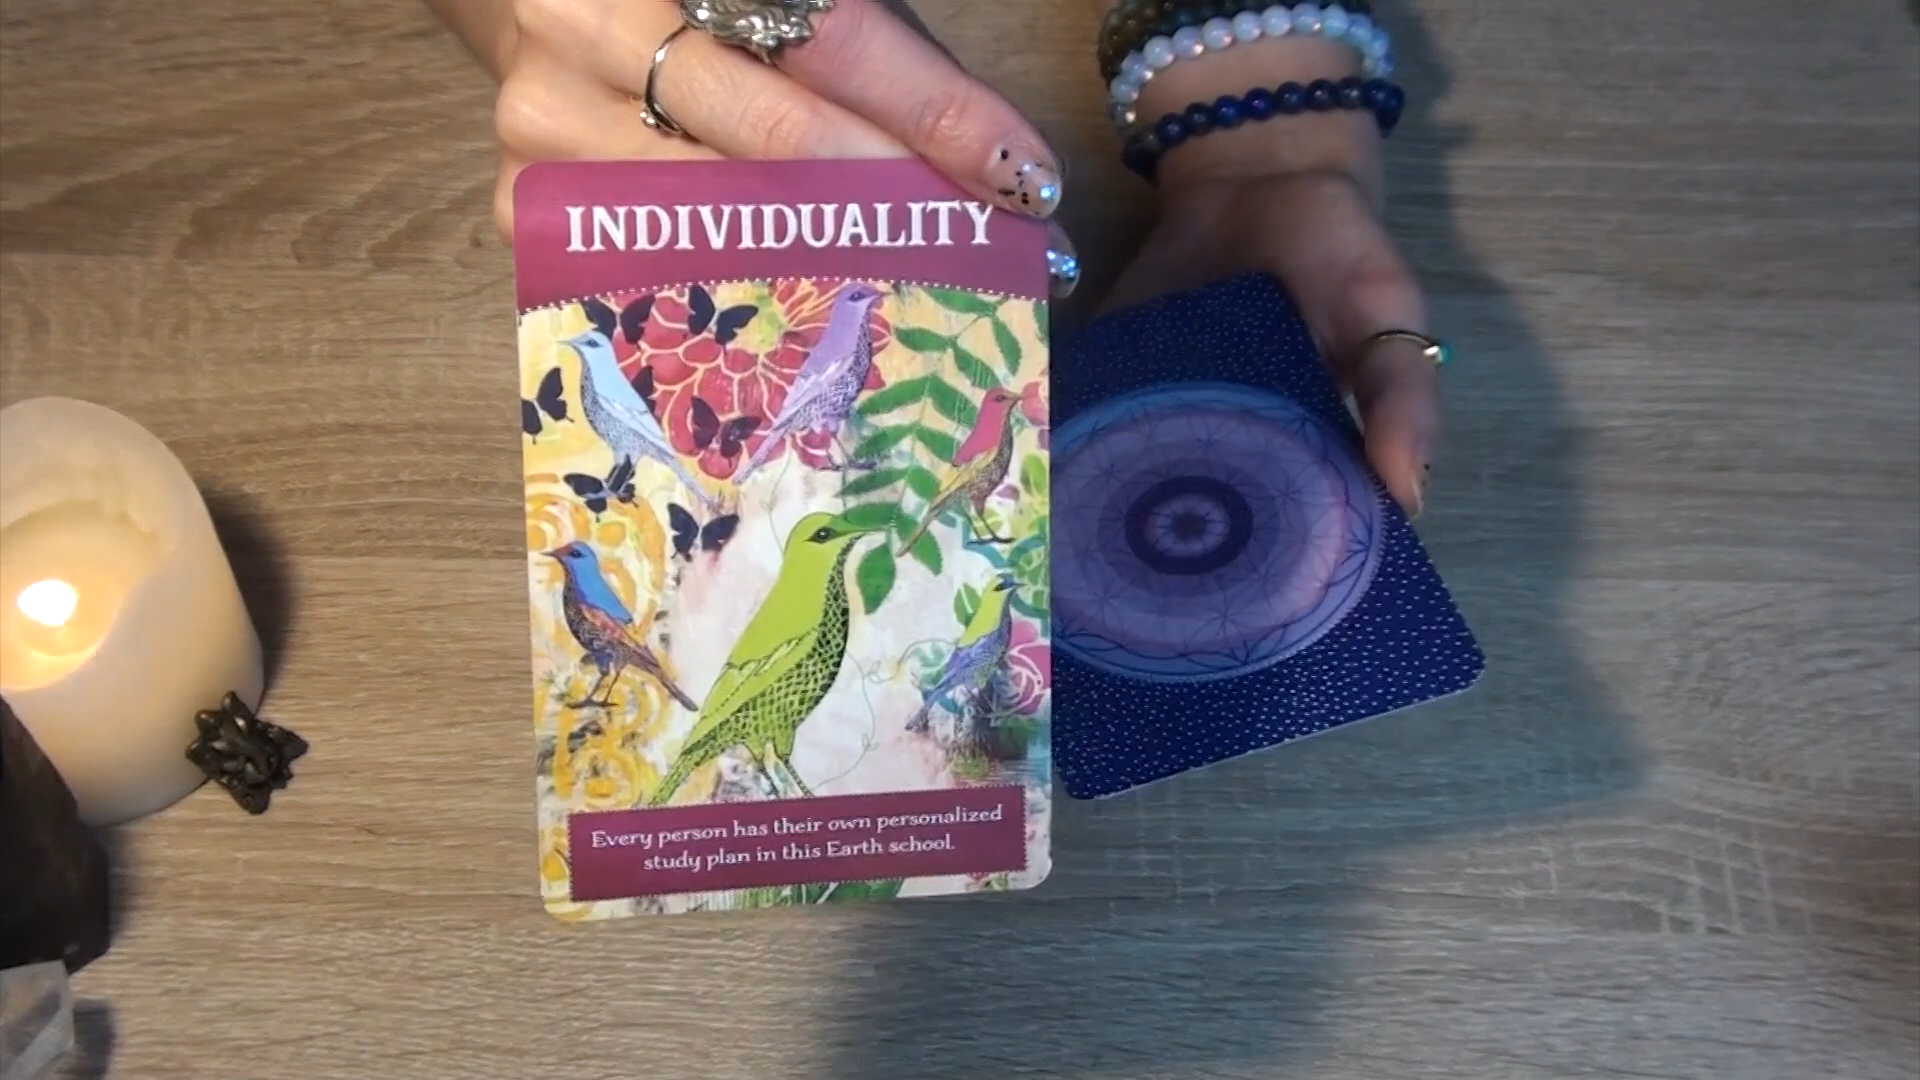 INDIVIDUALITY
Every person has their own personalized
study plan in this Earth school.